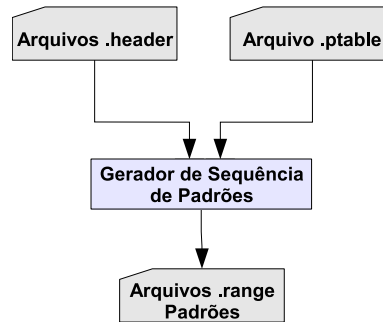 Arquivos .header
Arquivo .ptable
Gerador de Sequência
de Padrões
Arquivos .range
Padrões